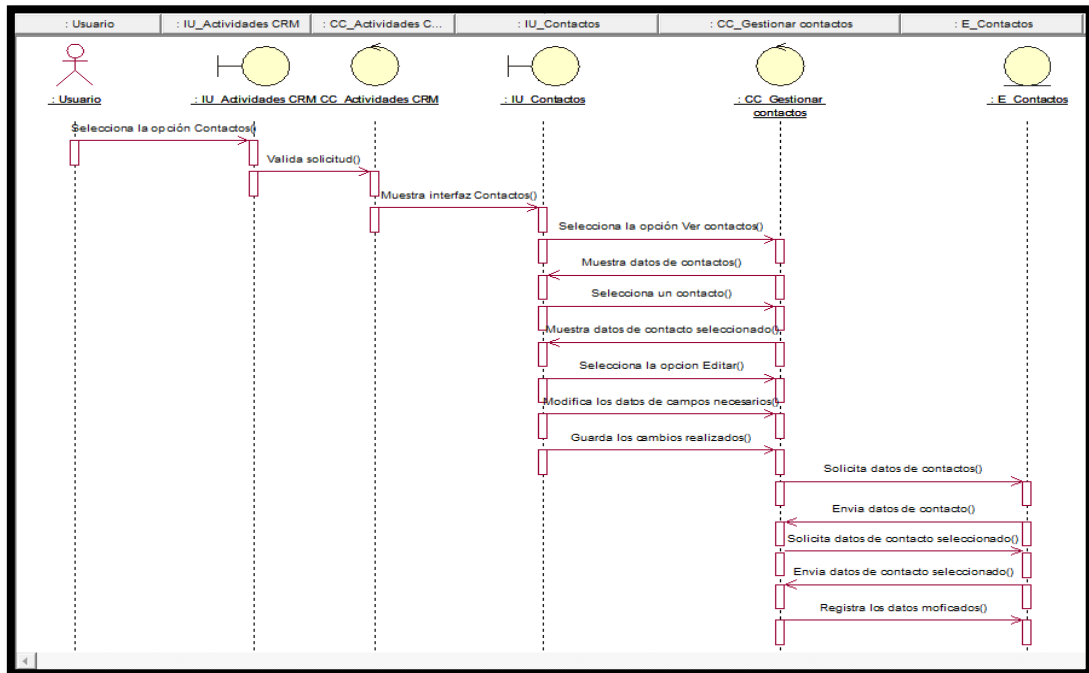 : Usuario
: IU_Actividades CRM
: CC_Actividades C...
: IU_Contactos
: CC_Gestionar contactos
: E_Contactos
: Usuario
: IU_Actividades CRM
CC_Actividades CRM
: IU_Contactos
: CC_Gestionar
contactos
: E_Contactos
Selecciona la opción Contactos()
Valida solicitud()
Muestra interfaz Contactos()
Selecciona la opción Ver contactos()
Muestra datos de contactos()
Selecciona un contacto()
Muestra datos de contacto seleccionado()
Selecciona la opcion Editar()
Modifica los datos de campos necesarios()
Guarda los cambios realizados()
Solicita datos de contactos()
Envia datos de contacto()
Solicita datos de contacto seleccionado()
Envia datos de contacto seleccionado()
Registra los datos moficados()